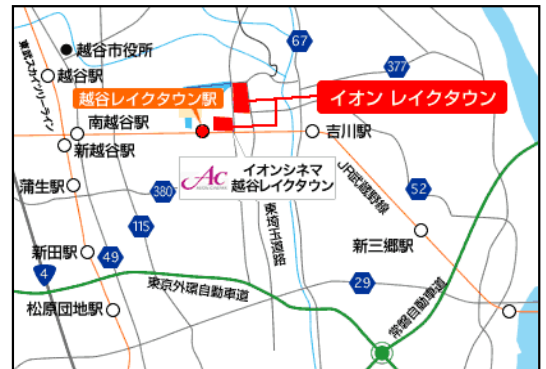 越谷市役所
67
377
東武スカイツリーライン
越谷駅
越谷レイクタウン駅
イオン レイクタウン
南越谷駅
吉川駅
新越谷駅
AC
イオンシネマ
越谷レイクタウン
JR武蔵野線
蒲生駅
380
52
115
東埼玉道路
新三郷駅
新田駅
49
4
東京外環自動車道
29
松原団地駅
常磐自動車道